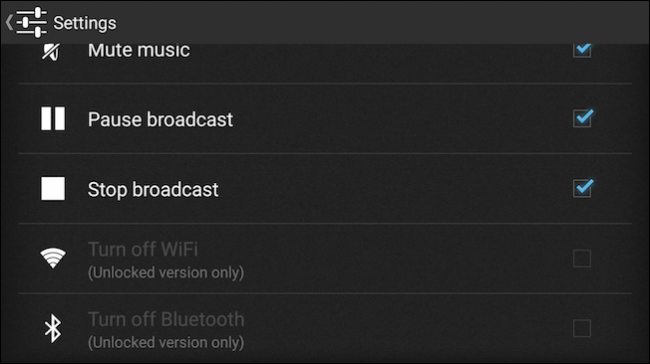 Settings
Mute music
Pause broadcast
Stop broadcast
Turn off WiFi
(Unlocked version only)
Turn off Bluetooth
(Unlocked version only)